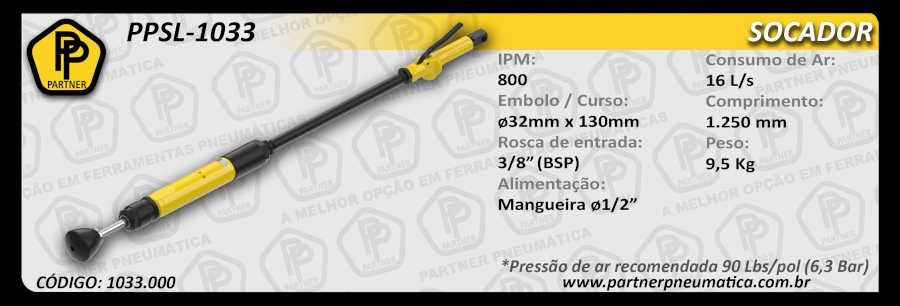 PPSL-1033
SOCADOR
PP
PARTNER
IPM:
800
Embolo / Curso:
ø32mm x 130mm
Rosca de entrada:
3/8” (BSP)
Alimentação:
Mangueira ø1/2”
Consumo de Ar:
16 L/s
Comprimento:
1.250 mm
Peso:
9,5 Kg
*Pressão de ar recomendada 90 Lbs/pol (6,3 Bar)
www.partnerpneumatica.com.br
CÓDIGO: 1033.000